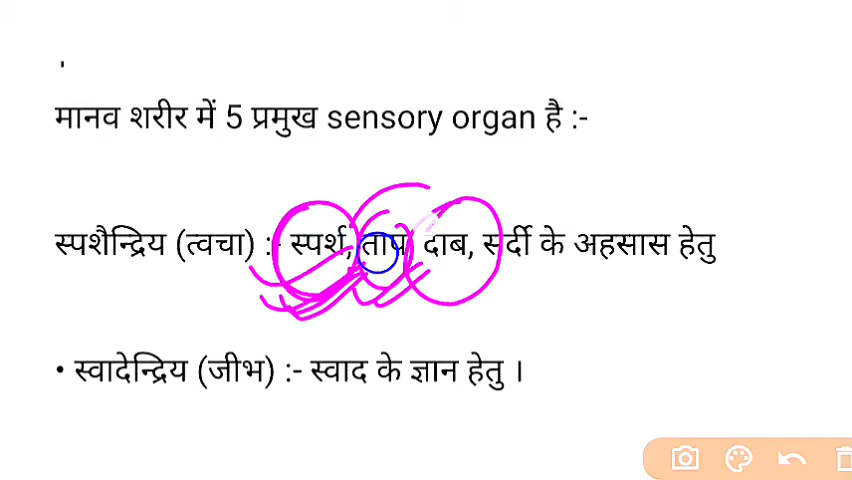 मानव शरीर में 5 प्रमुख sensory organ है :-
स्पशैन्द्रिय (त्वचा) :- स्पर्श, ताप, दाब, सर्दी के अहसास हेतु
• स्वादेन्द्रिय (जीभ) :- स्वाद के ज्ञान हेतु ।